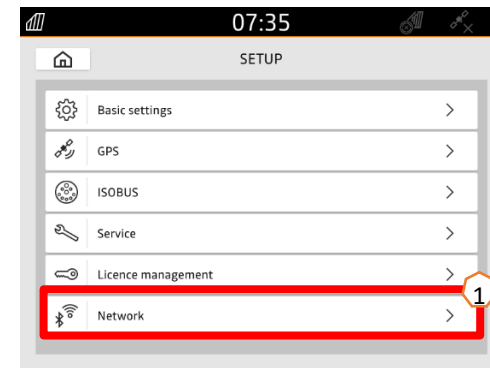 07:35
SETUP
Basic settings
GPS
ISOBUS
Service
Licence management
1
Network